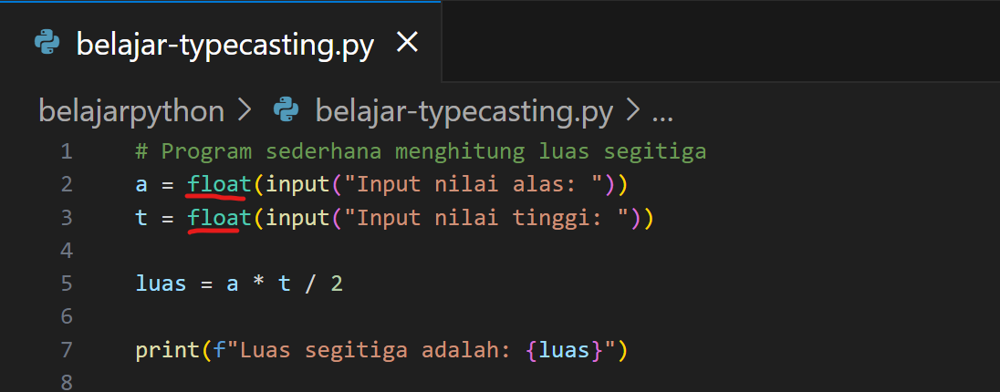 belajar-typecasting.py ×
belajarpython > belajar-typecasting.py > ...
1 # Program sederhana menghitung luas segitiga
2 a = float(input("Input nilai alas: "))
3 t = float(input("Input nilai tinggi: "))
4
5 luas = a * t / 2
6
7 print(f"Luas segitiga adalah: {luas}")
8